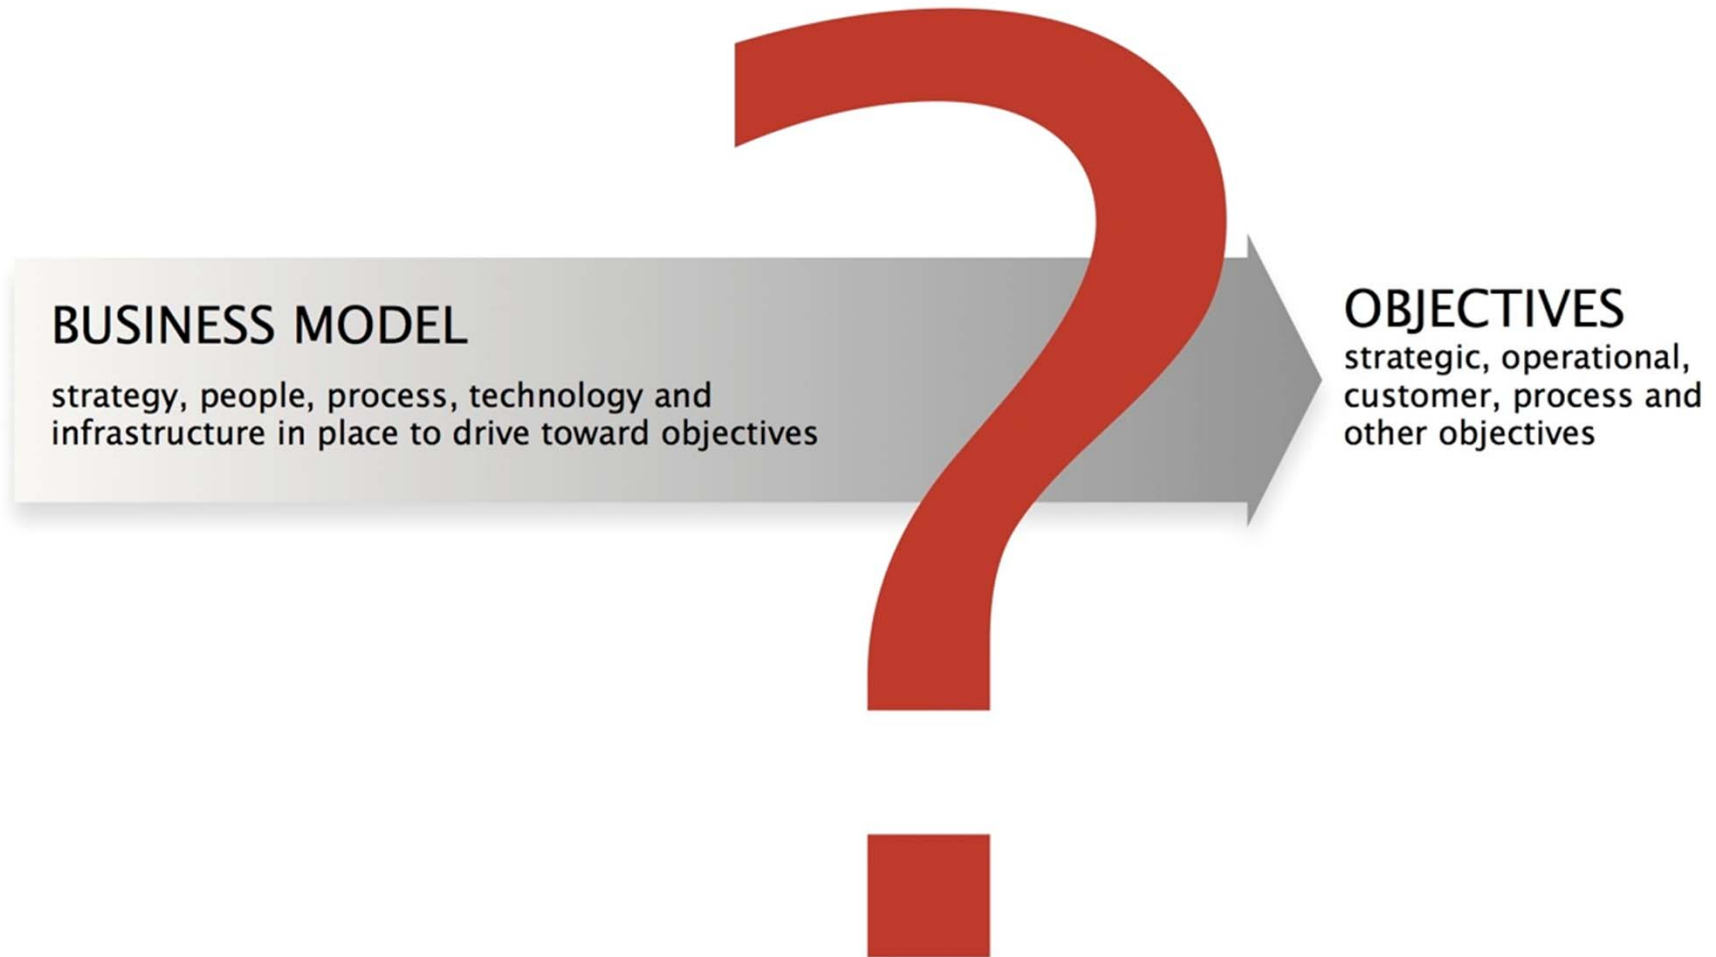 BUSINESS MODEL
strategy, people, process, technology and
infrastructure in place to drive toward objectives
?
OBJECTIVES
strategic, operational,
customer, process and
other objectives